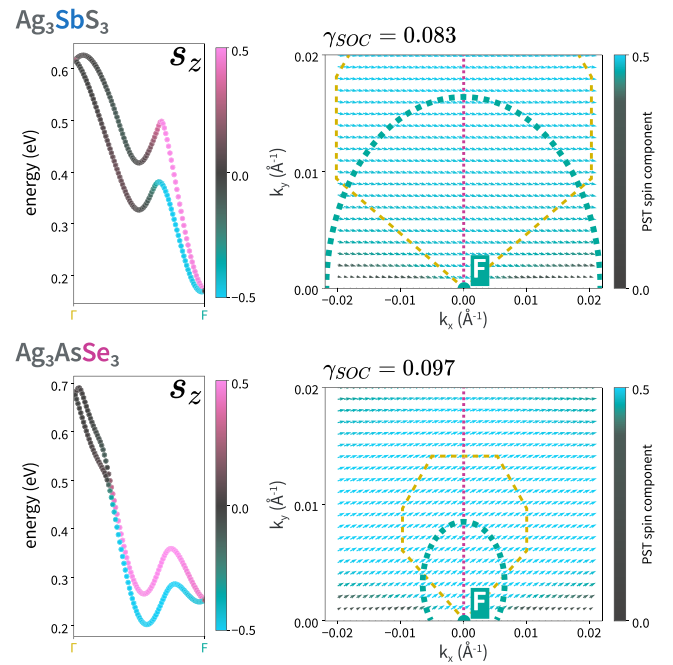 Ag₃SbS₃
γ_SOC = 0.083
s_z
energy (eV)
0.6
0.5
0.4
0.3
0.2
Γ
F
0.5
0.0
−0.5
k_y (Å⁻¹)
0.02
0.01
0.00
F
−0.02
−0.01
0.00
0.01
0.02
k_x (Å⁻¹)
0.5
0.0
PST spin component
Ag₃AsSe₃
γ_SOC = 0.097
s_z
energy (eV)
0.7
0.6
0.5
0.4
0.3
0.2
Γ
F
0.5
0.0
−0.5
k_y (Å⁻¹)
0.02
0.01
0.00
F
−0.02
−0.01
0.00
0.01
0.02
k_x (Å⁻¹)
0.5
0.0
PST spin component